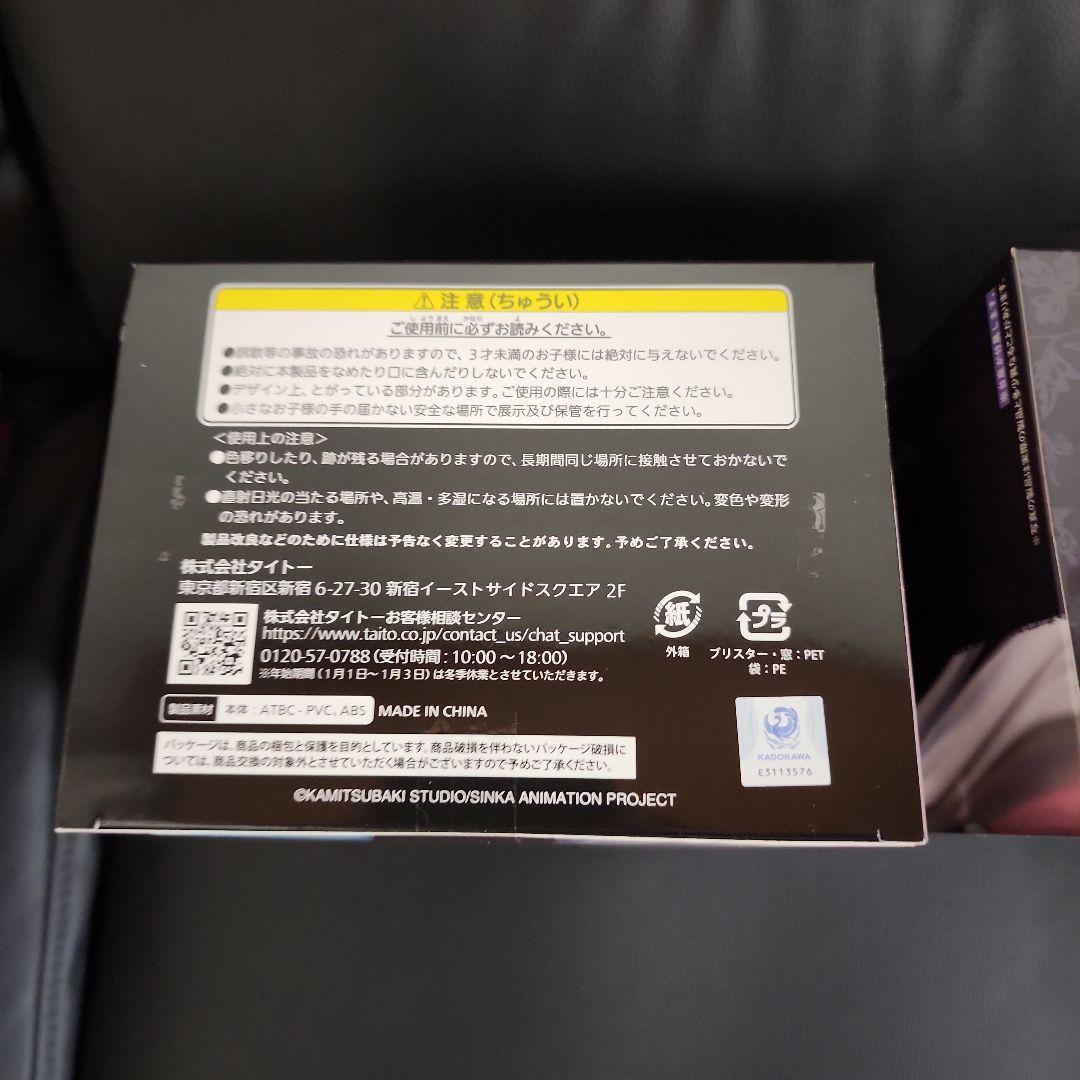 ⚠注意(ちゅうい)
ご使用前に必ずお読みください。
●誤飲等の事故の恐れがありますので、3才未満のお子様には絶対に与えないでください。
●絶対に本製品をなめたり口に含んだりしないでください。
●デザイン上、とがっている部分があります。ご使用の際には十分ご注意ください。
●小さなお子様の手の届かない安全な場所で展示及び保管を行ってください。
＜使用上の注意＞
●色移りしたり、跡が残る場合がありますので、長期間同じ場所に接触させておかないで
ください。
●直射日光の当たる場所や、高温・多湿になる場所には置かないでください。変色や変形
の恐れがあります。
製品改良などのために仕様は予告なく変更することがあります。予めご了承ください。
株式会社タイトー
東京都新宿区新宿 6-27-30 新宿イーストサイドスクエア 2F
株式会社タイトーお客様相談センター
https://www.taito.co.jp/contact_us/chat_support
0120-57-0788(受付時間:10:00～18:00)
※年始期間(1月1日～1月3日)は冬季休業とさせていただきます。
紙
外箱
プラ
ブリスター・窓:PET
袋:PE
製品素材 本体:ATBC-PVC、ABS MADE IN CHINA
パッケージは、商品の梱包と保護を目的としています。商品破損を伴わないパッケージ破損に
ついては、商品交換の対象外とさせていただく場合がございますので予めご了承ください。
KADOKAWA
E3113576
©KAMITSUBAKI STUDIO/SINKA ANIMATION PROJECT